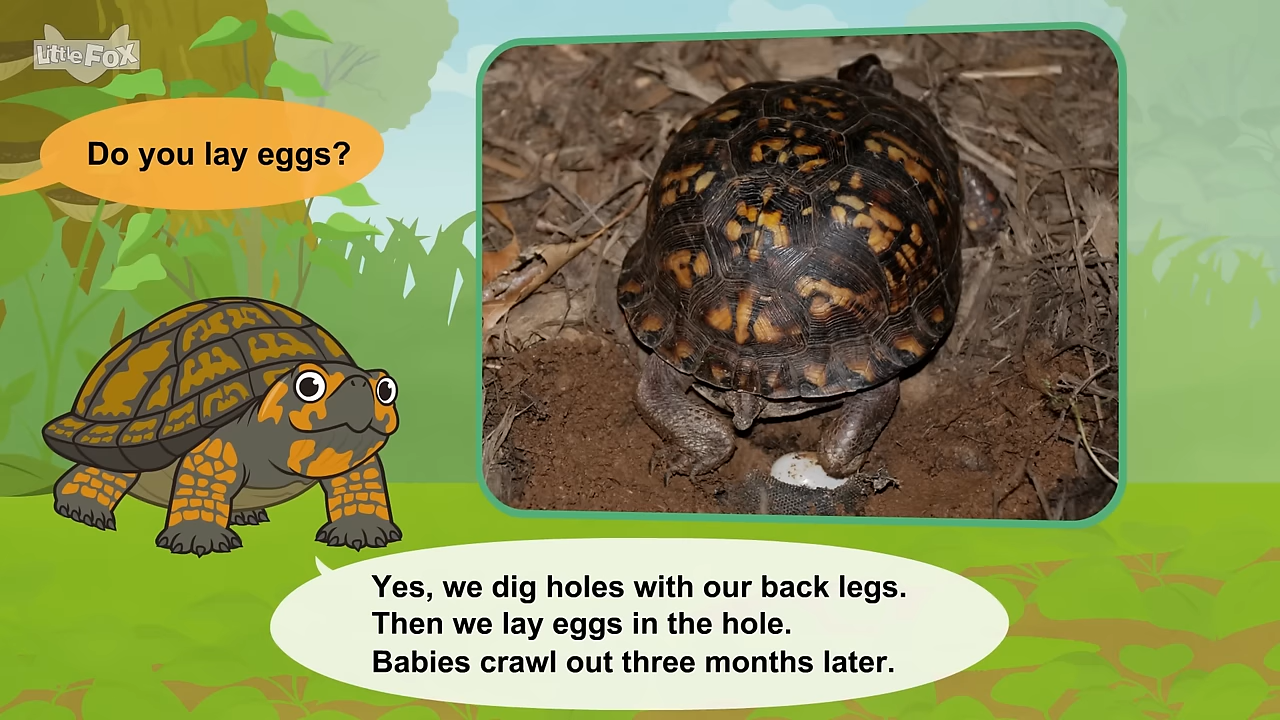 Little Fox
Do you lay eggs?
Yes, we dig holes with our back legs.
Then we lay eggs in the hole.
Babies crawl out three months later.